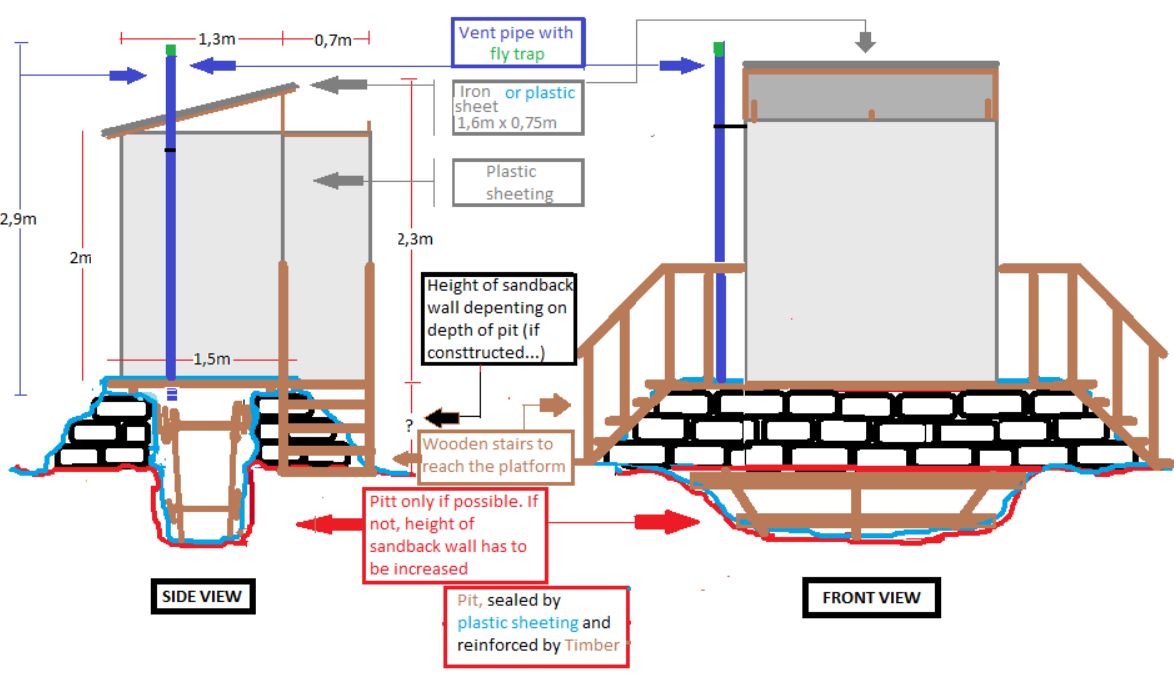 1,3m
0,7m
Vent pipe with
fly trap
Iron or plastic
sheet
1,6m x 0,75m
Plastic
sheeting
2,9m
2m
2,3m
1,5m
Height of sandback
wall depenting on
depth of pit (if
consttructed...)
?
Wooden stairs to
reach the platform
Pitt only if possible. If
not, height of
sandback wall has to
be increased
SIDE VIEW
FRONT VIEW
Pit, sealed by
plastic sheeting and
reinforced by Timber